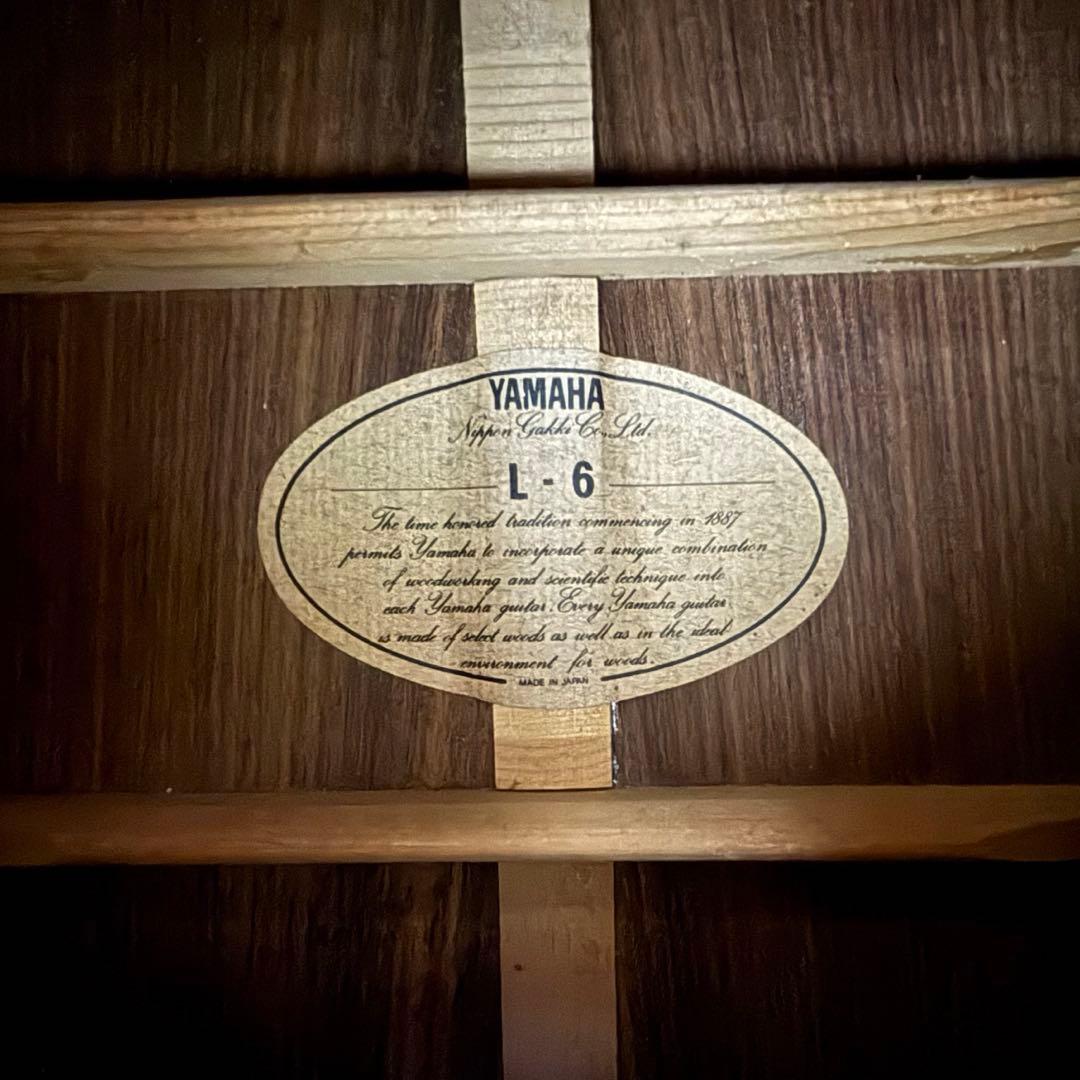 YAMAHA
Nippon Gakki Co., Ltd.
L - 6
The time honored tradition commencing in 1887
permits Yamaha to incorporate a unique combination
of woodworking and scientific technique into
each Yamaha guitar. Every Yamaha guitar
is made of select woods as well as in the ideal
environment for woods.
MADE IN JAPAN